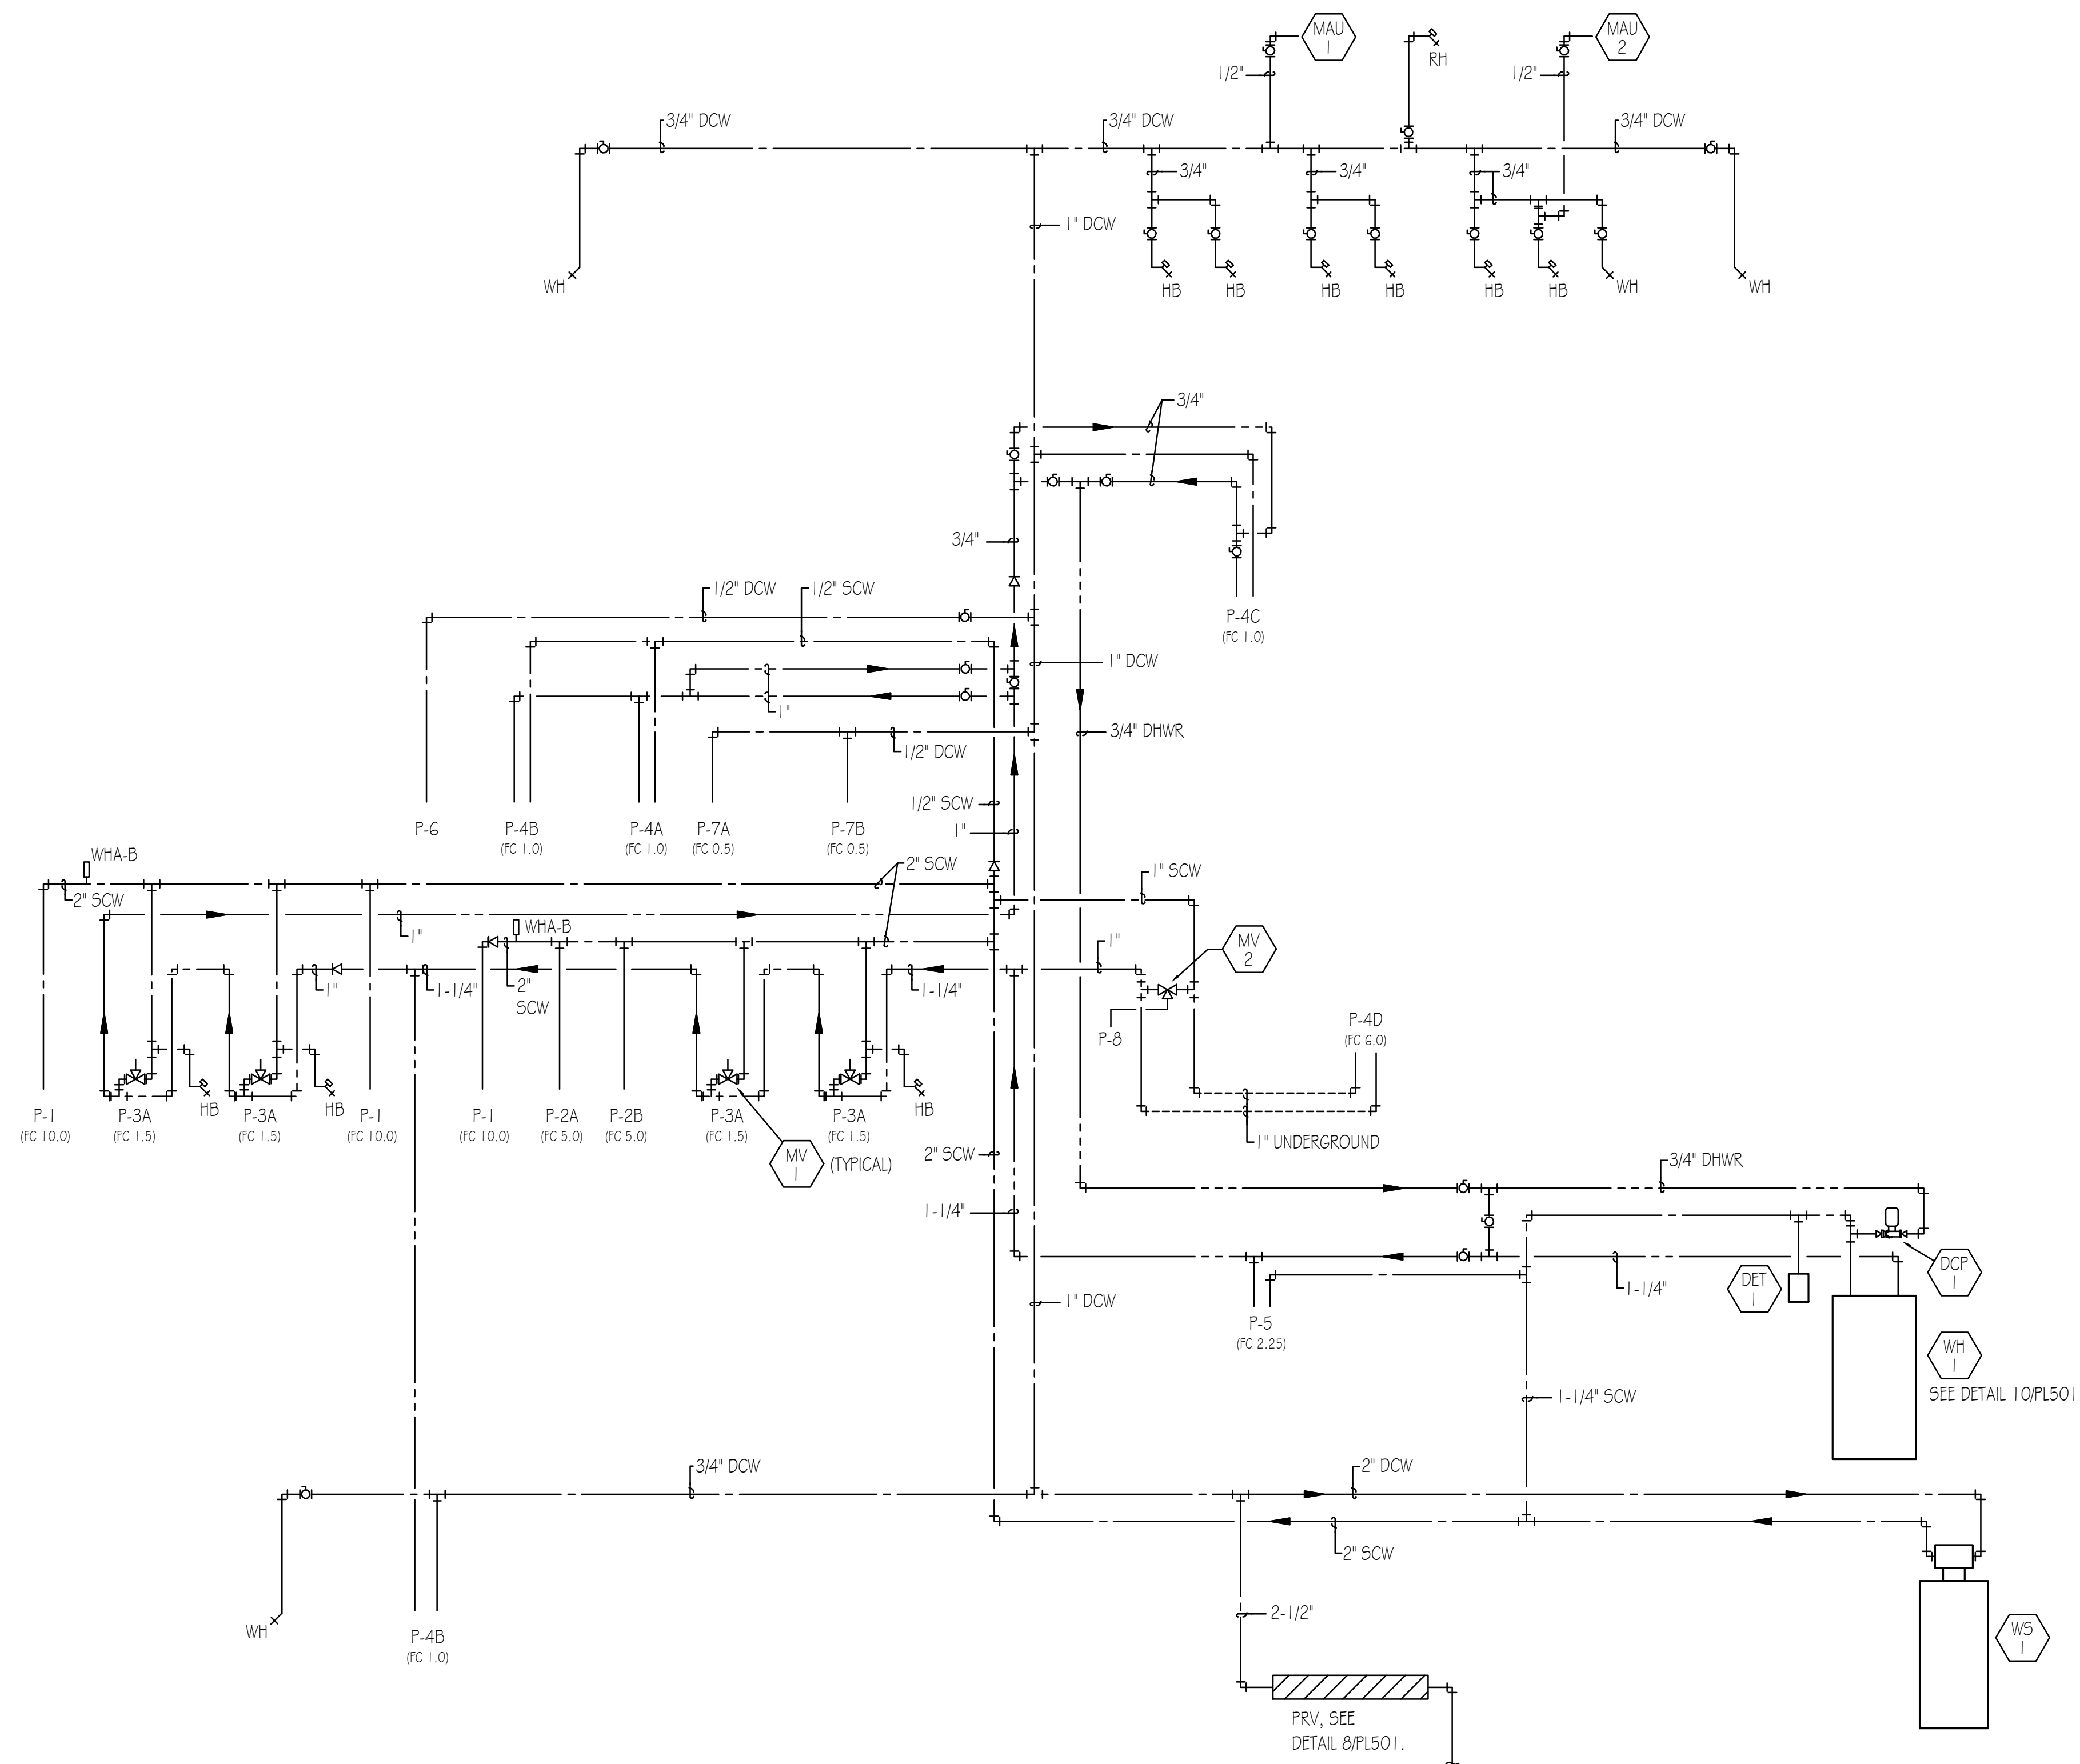 MAU
1
MAU
2
RH
1/2"
1/2"
3/4" DCW
3/4" DCW
3/4" DCW
3/4"
3/4"
3/4"
1" DCW
WH
HB
HB
HB
HB
HB
HB
WH
WH
3/4"
3/4"
P-4C
(FC 1.0)
1/2" DCW
1/2" SCW
1" DCW
1"
3/4" DHWR
1/2" DCW
1/2" SCW
1"
P-6
P-4B
(FC 1.0)
P-4A
(FC 1.0)
P-7A
(FC 0.5)
P-7B
(FC 0.5)
WHA-B
2" SCW
2" SCW
1" SCW
1"
WHA-B
1"
MV
2
1"
1-1/4"
2"
SCW
1-1/4"
P-8
P-4D
(FC 6.0)
HB
HB
HB
P-1
(FC 10.0)
P-3A
(FC 1.5)
P-3A
(FC 1.5)
P-1
(FC 10.0)
P-1
(FC 10.0)
P-2A
(FC 5.0)
P-2B
(FC 5.0)
P-3A
(FC 1.5)
P-3A
(FC 1.5)
1" UNDERGROUND
MV
1
(TYPICAL)
2" SCW
3/4" DHWR
1-1/4"
DCP
1
DET
1
1-1/4"
1" DCW
P-5
(FC 2.25)
WH
1
SEE DETAIL 10/PL501
1-1/4" SCW
3/4" DCW
2" DCW
2" SCW
2-1/2"
WH
P-4B
(FC 1.0)
WS
1
PRV, SEE
DETAIL 8/PL501.